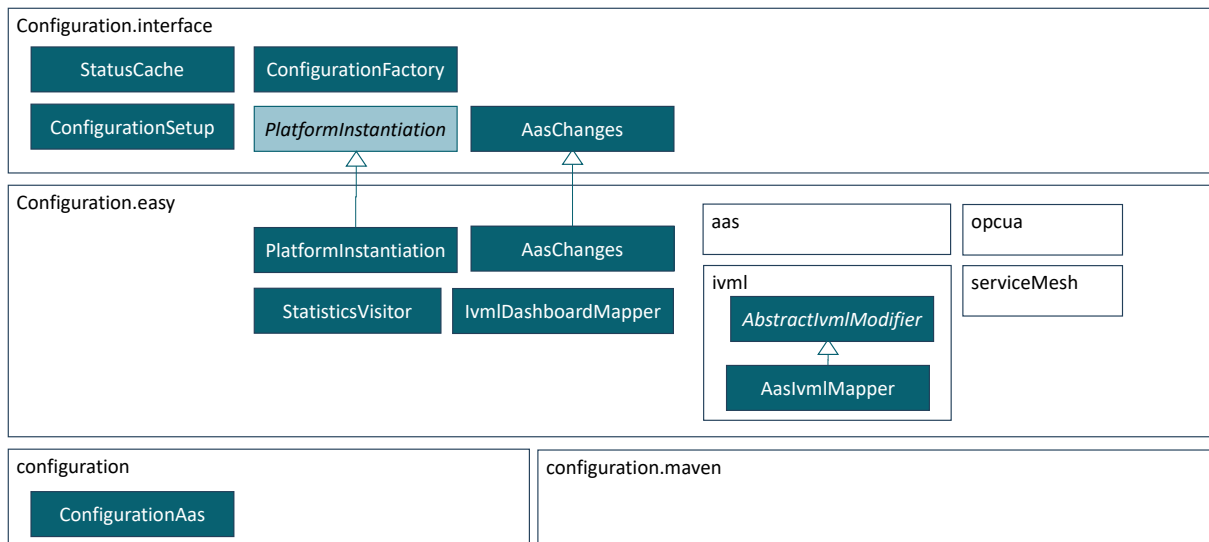 Configuration.interface
StatusCache
ConfigurationFactory
ConfigurationSetup
PlatformInstantiation
AasChanges
Configuration.easy
PlatformInstantiation
AasChanges
StatisticsVisitor
IvmlDashboardMapper
aas
opcua
ivml
AbstractIvmlModifier
AasIvmlMapper
serviceMesh
configuration
ConfigurationAas
configuration.maven